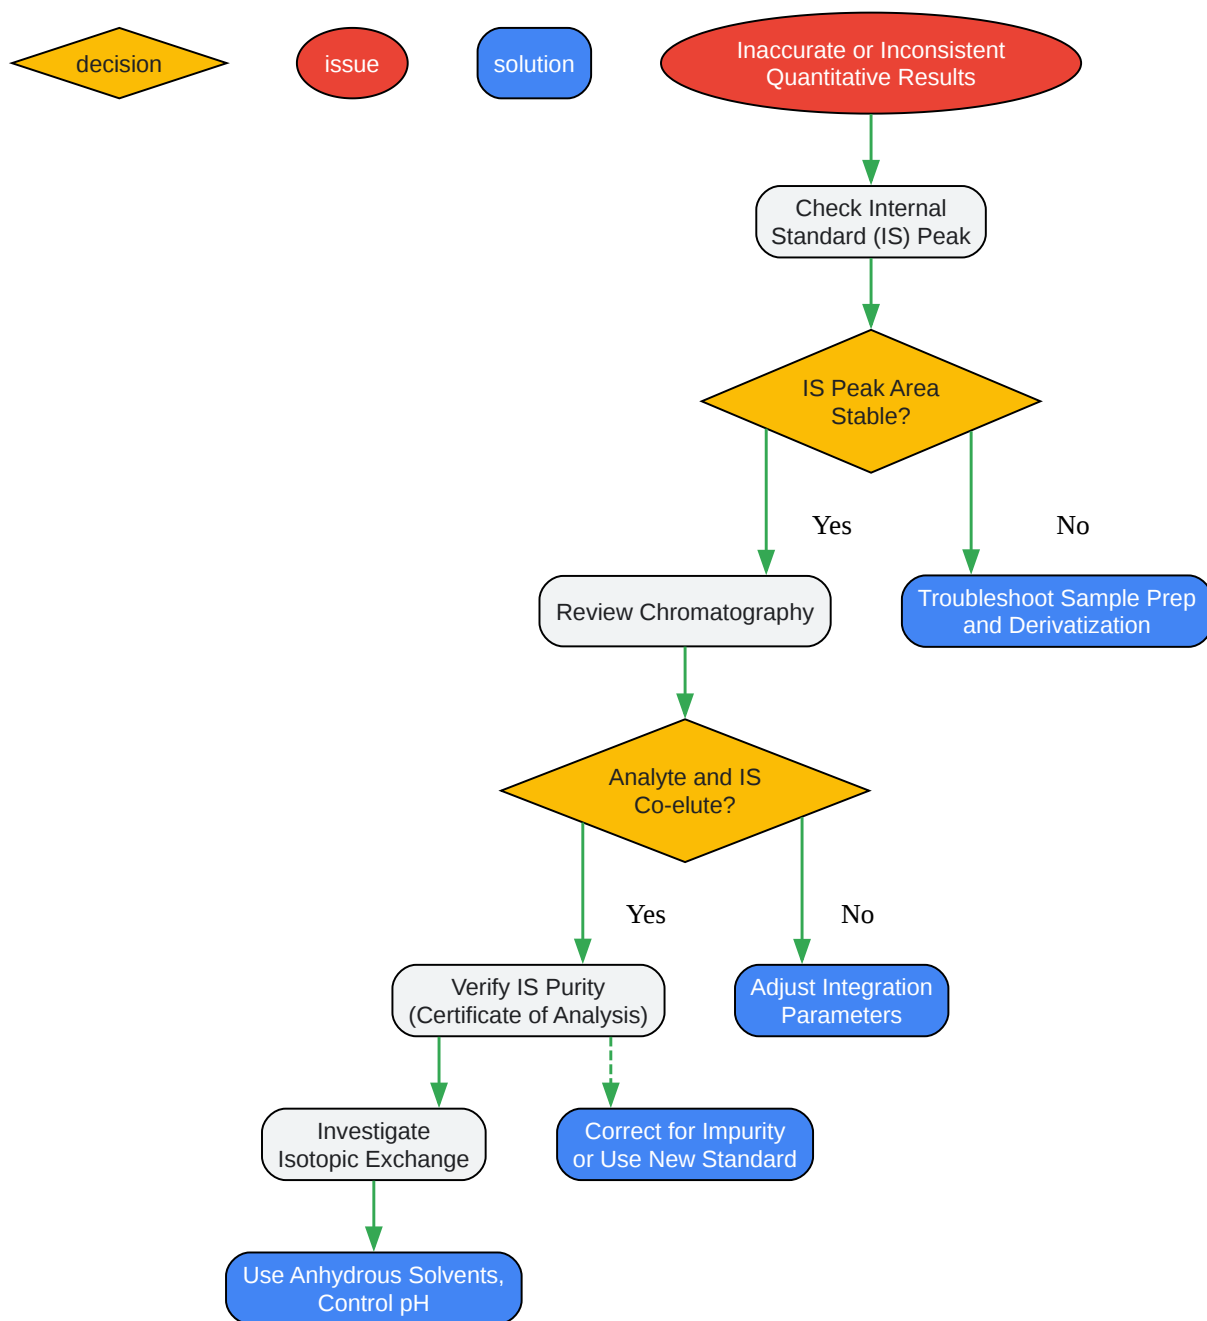 decision
issue
solution
Inaccurate or Inconsistent
Quantitative Results
Check Internal
Standard (IS) Peak
IS Peak Area
Stable?
Yes
No
Review Chromatography
Troubleshoot Sample Prep
and Derivatization
Analyte and IS
Co-elute?
Yes
No
Verify IS Purity
(Certificate of Analysis)
Adjust Integration
Parameters
Investigate
Isotopic Exchange
Correct for Impurity
or Use New Standard
Use Anhydrous Solvents,
Control pH